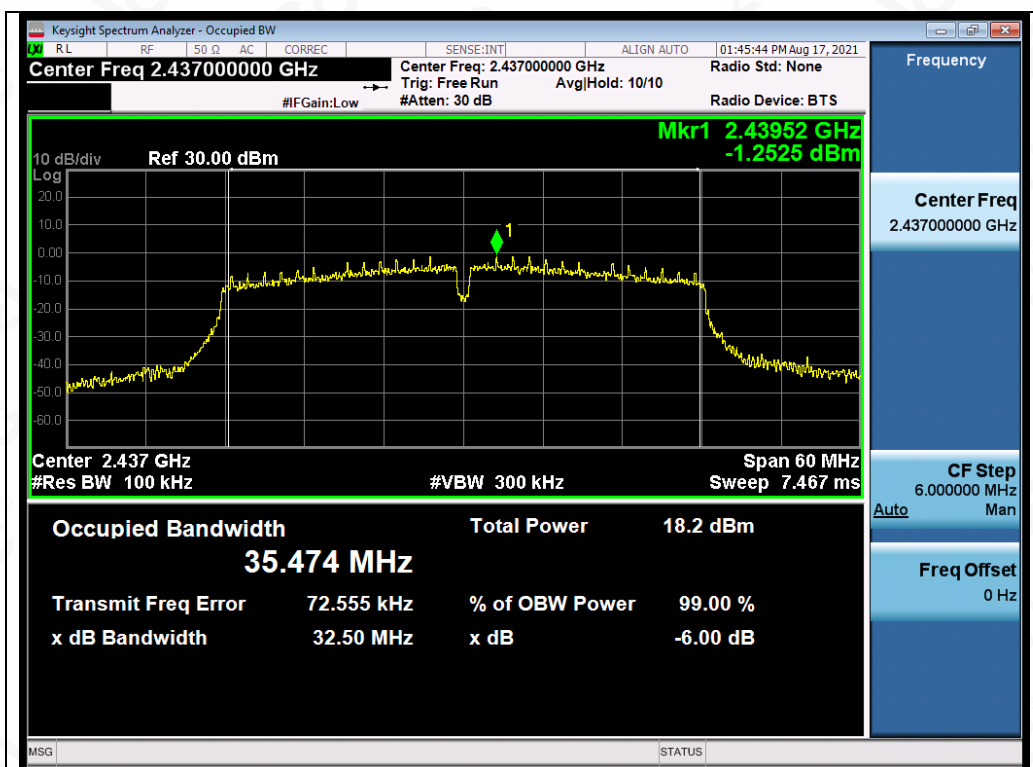 Keysight Spectrum Analyzer - Occupied BW
LXI RL RF 50 Ω AC CORREC SENSE:INT ALIGN AUTO 01:45:44 PM Aug 17, 2021
Center Freq 2.437000000 GHz
Center Freq: 2.437000000 GHz Radio Std: None
Trig: Free Run Avg|Hold: 10/10
#IFGain:Low #Atten: 30 dB Radio Device: BTS
Frequency
Mkr1 2.43952 GHz
-1.2525 dBm
10 dB/div Ref 30.00 dBm
Log
20.0
10.0
0.00
-10.0
-20.0
-30.0
-40.0
-50.0
-60.0
1
Center 2.437 GHz Span 60 MHz
#Res BW 100 kHz #VBW 300 kHz Sweep 7.467 ms
Center Freq
2.437000000 GHz
CF Step
6.000000 MHz
Auto Man
Freq Offset
0 Hz
Occupied Bandwidth Total Power 18.2 dBm
35.474 MHz
Transmit Freq Error 72.555 kHz % of OBW Power 99.00 %
x dB Bandwidth 32.50 MHz x dB -6.00 dB
MSG STATUS